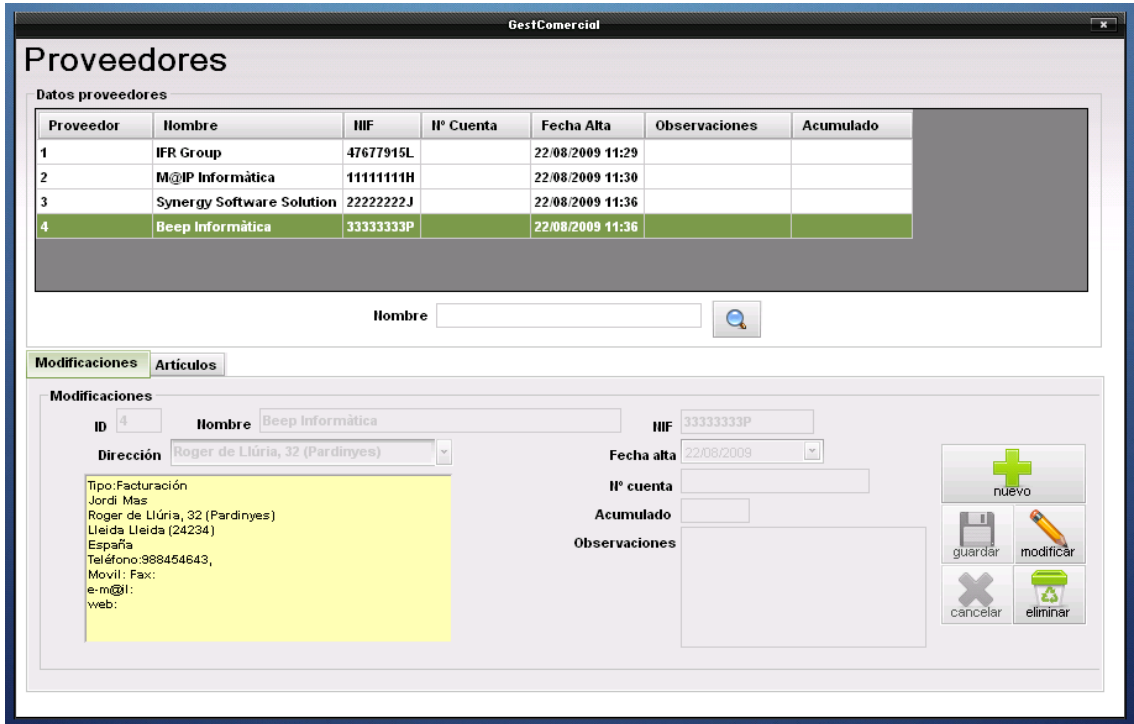 GestComercial
Proveedores
Datos proveedores
Proveedor Nombre NIF Nº Cuenta Fecha Alta Observaciones Acumulado
1 IFR Group 47677915L 22/08/2009 11:29
2 M@IP Informàtica 11111111H 22/08/2009 11:30
3 Synergy Software Solution 22222222J 22/08/2009 11:36
4 Beep Informàtica 33333333P 22/08/2009 11:36
Nombre
Modificaciones Artículos
Modificaciones
ID 4 Nombre Beep Informàtica NIF 33333333P
Dirección Roger de Llúria, 32 (Pardinyes) Fecha alta 22/08/2009
Tipo:Facturación
Jordi Mas
Roger de Llúria, 32 (Pardinyes)
Lleida Lleida (24234)
España
Teléfono:988454643,
Movil: Fax:
e-m@il:
web:
Nº cuenta
Acumulado
Observaciones
nuevo
guardar modificar
cancelar eliminar